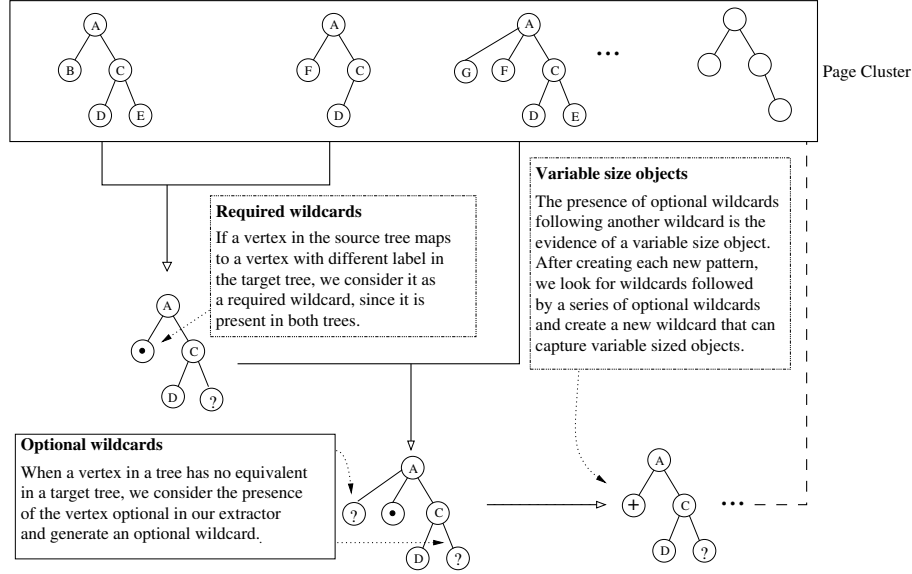 A
B
C
D
E
A
F
C
D
A
G
F
C
D
E
...
Page Cluster
Required wildcards
If a vertex in the source tree maps
to a vertex with different label in
the target tree, we consider it as
a required wildcard, since it is
present in both trees.
Variable size objects
The presence of optional wildcards
following another wildcard is the
evidence of a variable size object.
After creating each new pattern,
we look for wildcards followed
by a series of optional wildcards
and create a new wildcard that can
capture variable sized objects.
A
•
C
D
?
Optional wildcards
When a vertex in a tree has no equivalent
in a target tree, we consider the presence
of the vertex optional in our extractor
and generate an optional wildcard.
A
?
•
C
D
?
A
+
C
D
?
...